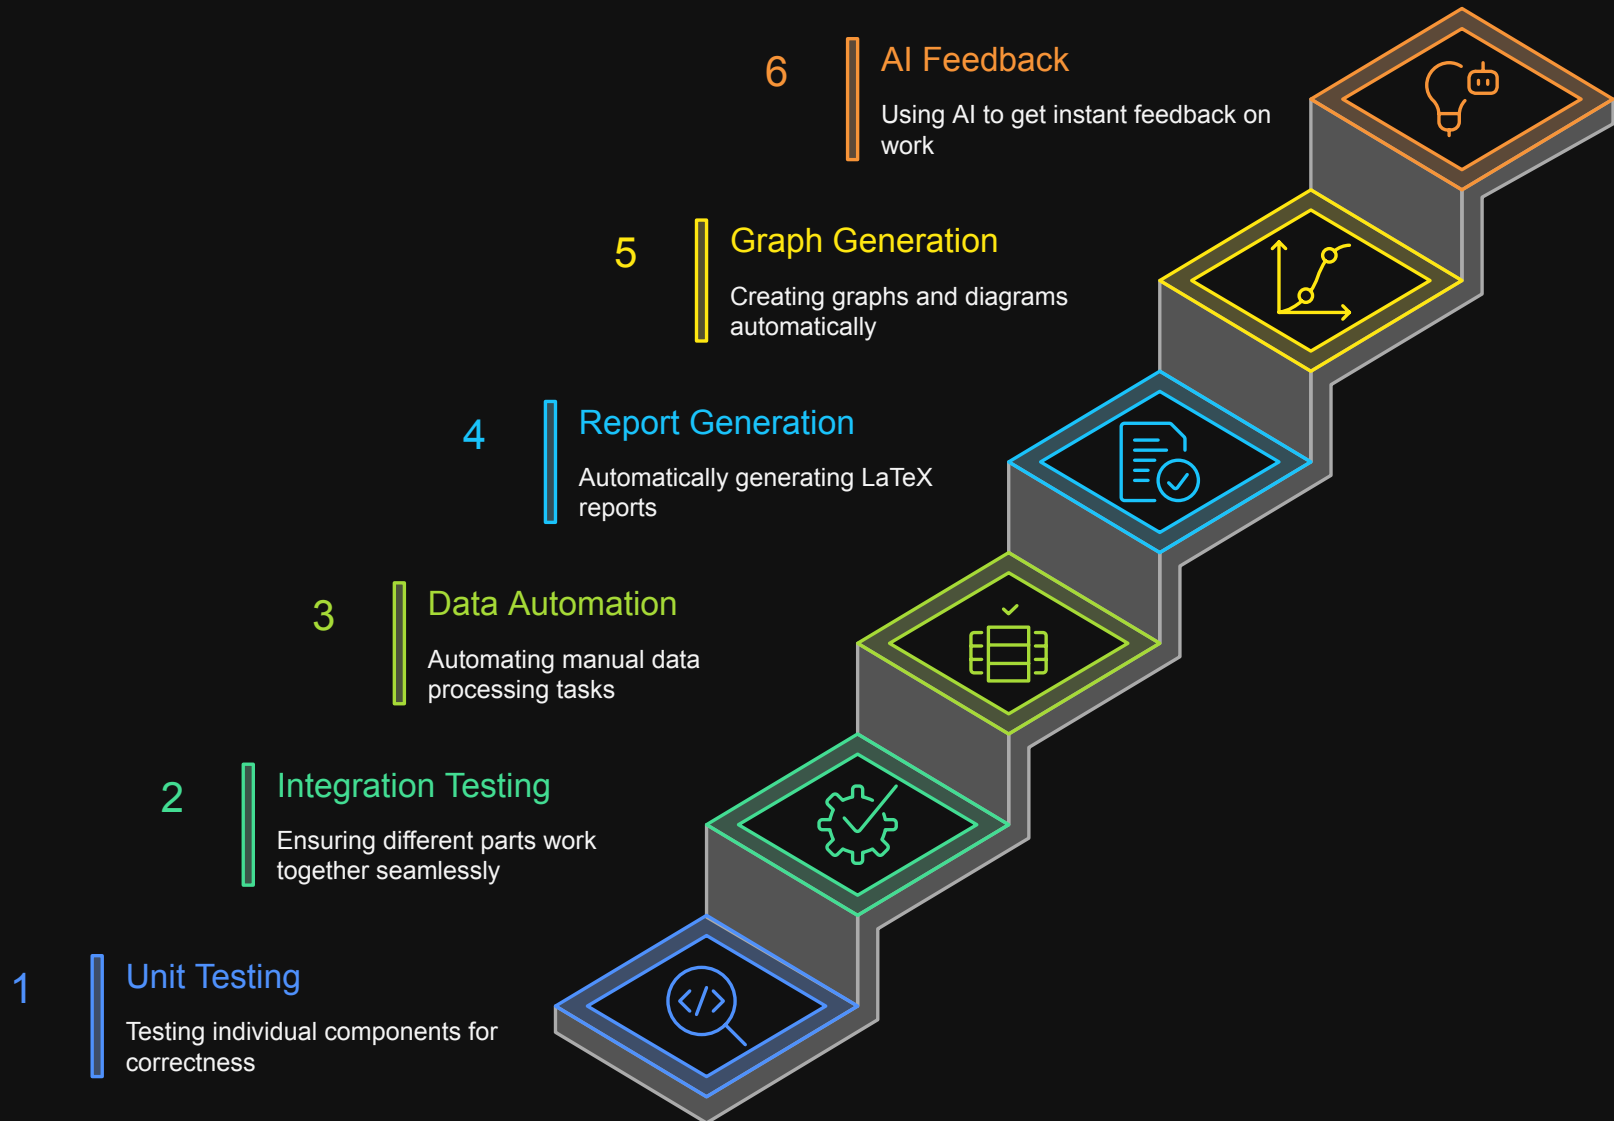 6
AI Feedback
Using AI to get instant feedback on
work
5
Graph Generation
Creating graphs and diagrams
automatically
4
Report Generation
Automatically generating LaTeX
reports
3
Data Automation
Automating manual data
processing tasks
2
Integration Testing
Ensuring different parts work
together seamlessly
1
Unit Testing
Testing individual components for
correctness